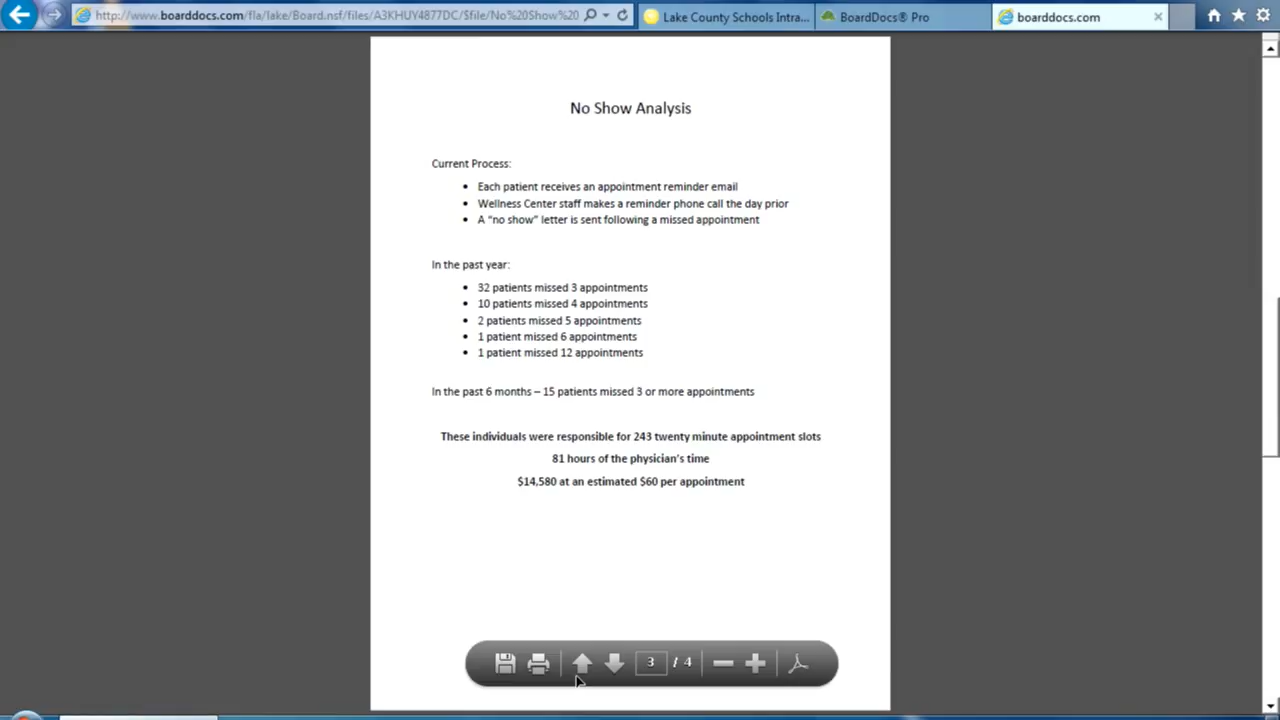 http://www.boarddocs.com/fla/lake/Board.nsf/files/A3KHUY4877DC/$file/No%20Show%20
Lake County Schools Intra...
BoardDocs® Pro
boarddocs.com
No Show Analysis
Current Process:
• Each patient receives an appointment reminder email
• Wellness Center staff makes a reminder phone call the day prior
• A “no show” letter is sent following a missed appointment
In the past year:
• 32 patients missed 3 appointments
• 10 patients missed 4 appointments
• 2 patients missed 5 appointments
• 1 patient missed 6 appointments
• 1 patient missed 12 appointments
In the past 6 months – 15 patients missed 3 or more appointments
These individuals were responsible for 243 twenty minute appointment slots
81 hours of the physician’s time
$14,580 at an estimated $60 per appointment
3 / 4